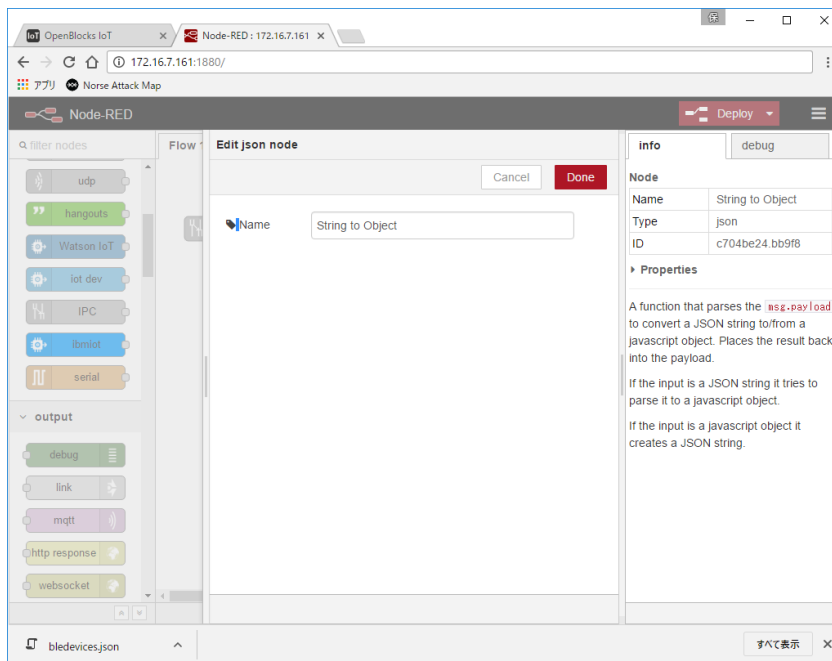 保
OpenBlocks IoT
Node-RED : 172.16.7.161
172.16.7.161:1880/
アプリ Norse Attack Map
Node-RED
Deploy
filter nodes
Flow 1
Edit json node
info
debug
Cancel
Done
Node
udp
Name
String to Object
hangouts
Name
String to Object
Type
json
Watson IoT
ID
c704be24.bb9f8
iot dev
Properties
IPC
A function that parses the msg.payload
to convert a JSON string to/from a
ibmiot
javascript object. Places the result back
into the payload.
serial
If the input is a JSON string it tries to
parse it to a javascript object.
output
If the input is a javascript object it
creates a JSON string.
debug
link
mqtt
http response
websocket
bledevices.json
すべて表示